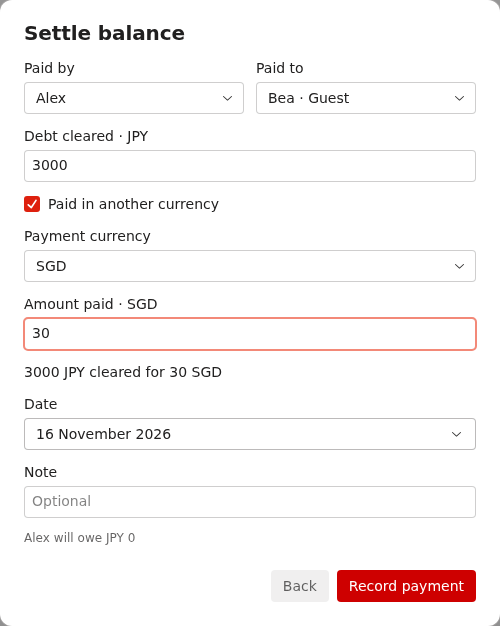 Settle balance
Paid by
Paid to
Alex
Bea · Guest
Debt cleared · JPY
3000
Paid in another currency
Payment currency
SGD
Amount paid · SGD
30
3000 JPY cleared for 30 SGD
Date
16 November 2026
Note
Optional
Alex will owe JPY 0
Back
Record payment